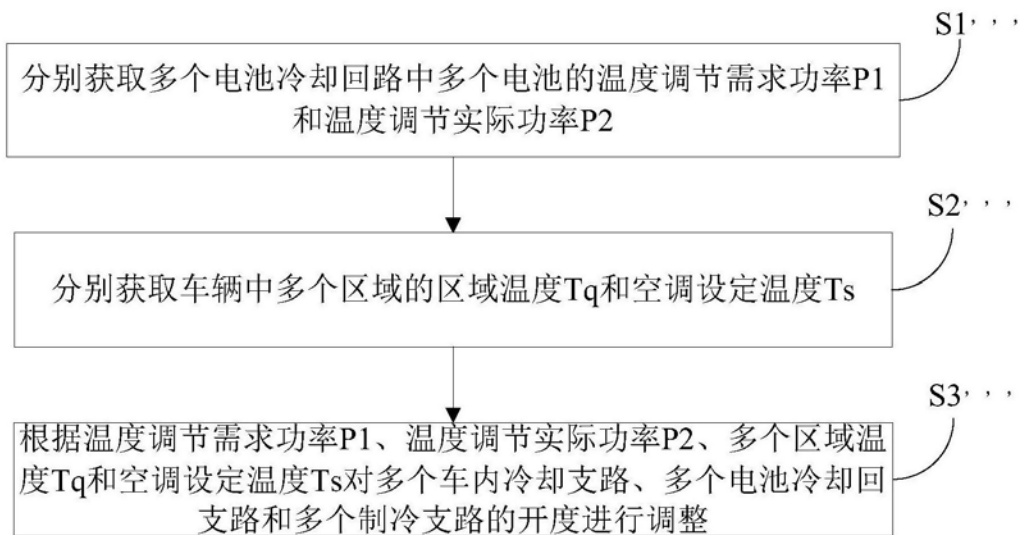 S1’’’
分别获取多个电池冷却回路中多个电池的温度调节需求功率P1
和温度调节实际功率P2
S2’’’
分别获取车辆中多个区域的区域温度Tq和空调设定温度Ts
S3’’’
根据温度调节需求功率P1、温度调节实际功率P2、多个区域温
度Tq和空调设定温度Ts对多个车内冷却支路、多个电池冷却回
支路和多个制冷支路的开度进行调整